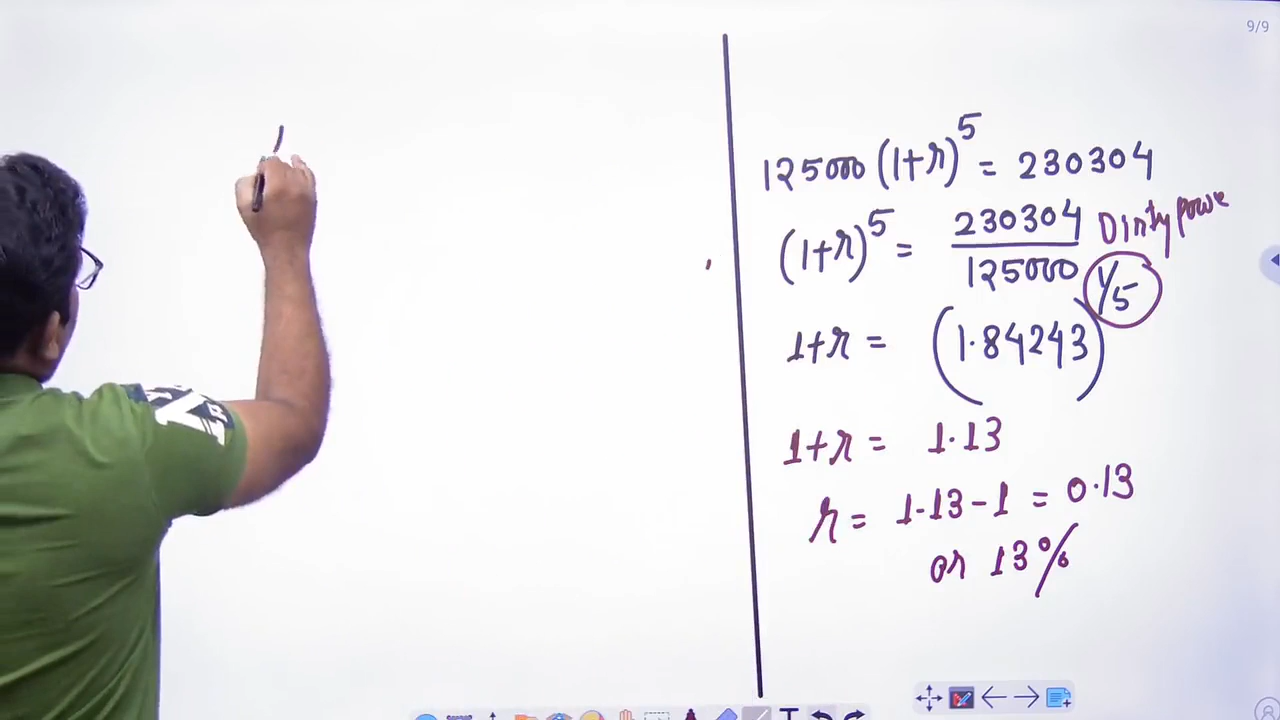 9/9
125000 (1+r)^5 = 230304
(1+r)^5 = 230304/125000 Dirty powe
1+r = (1.84243)^1/5
1+r = 1.13
r = 1.13-1 = 0.13
or 13%
T